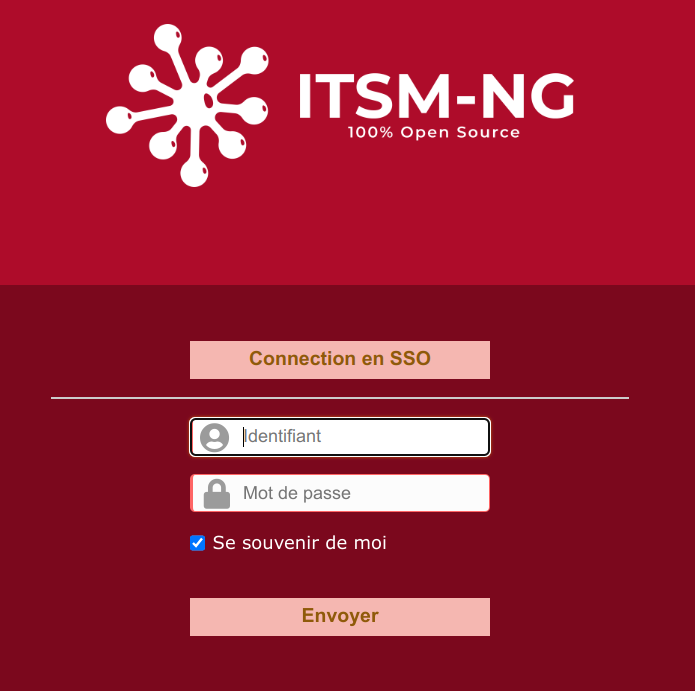 ITSM-NG
100% Open Source
Connection en SSO
Identifiant
Mot de passe
Se souvenir de moi
Envoyer